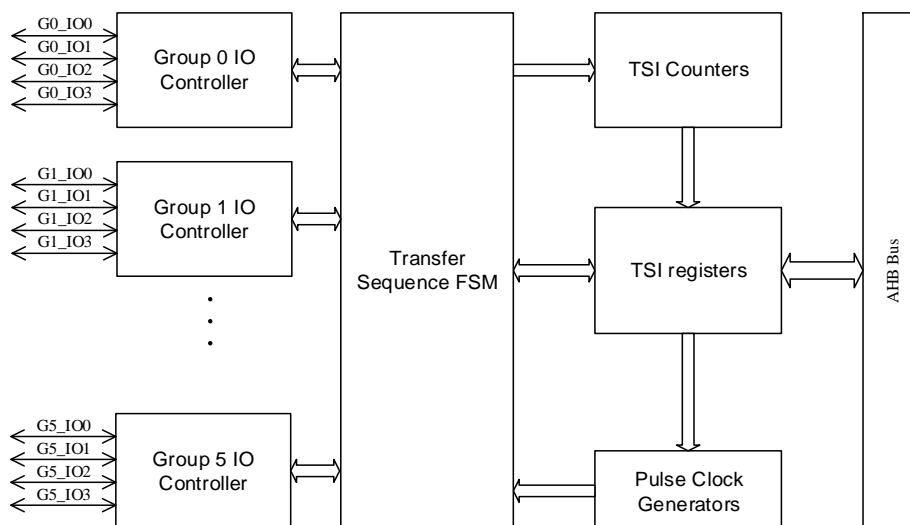 G0_IO0
G0_IO1
G0_IO2
G0_IO3
Group 0 IO
Controller
G1_IO0
G1_IO1
G1_IO2
G1_IO3
Group 1 IO
Controller
G5_IO0
G5_IO1
G5_IO2
G5_IO3
Group 5 IO
Controller
Transfer
Sequence FSM
TSI Counters
TSI registers
Pulse Clock
Generators
AHB Bus